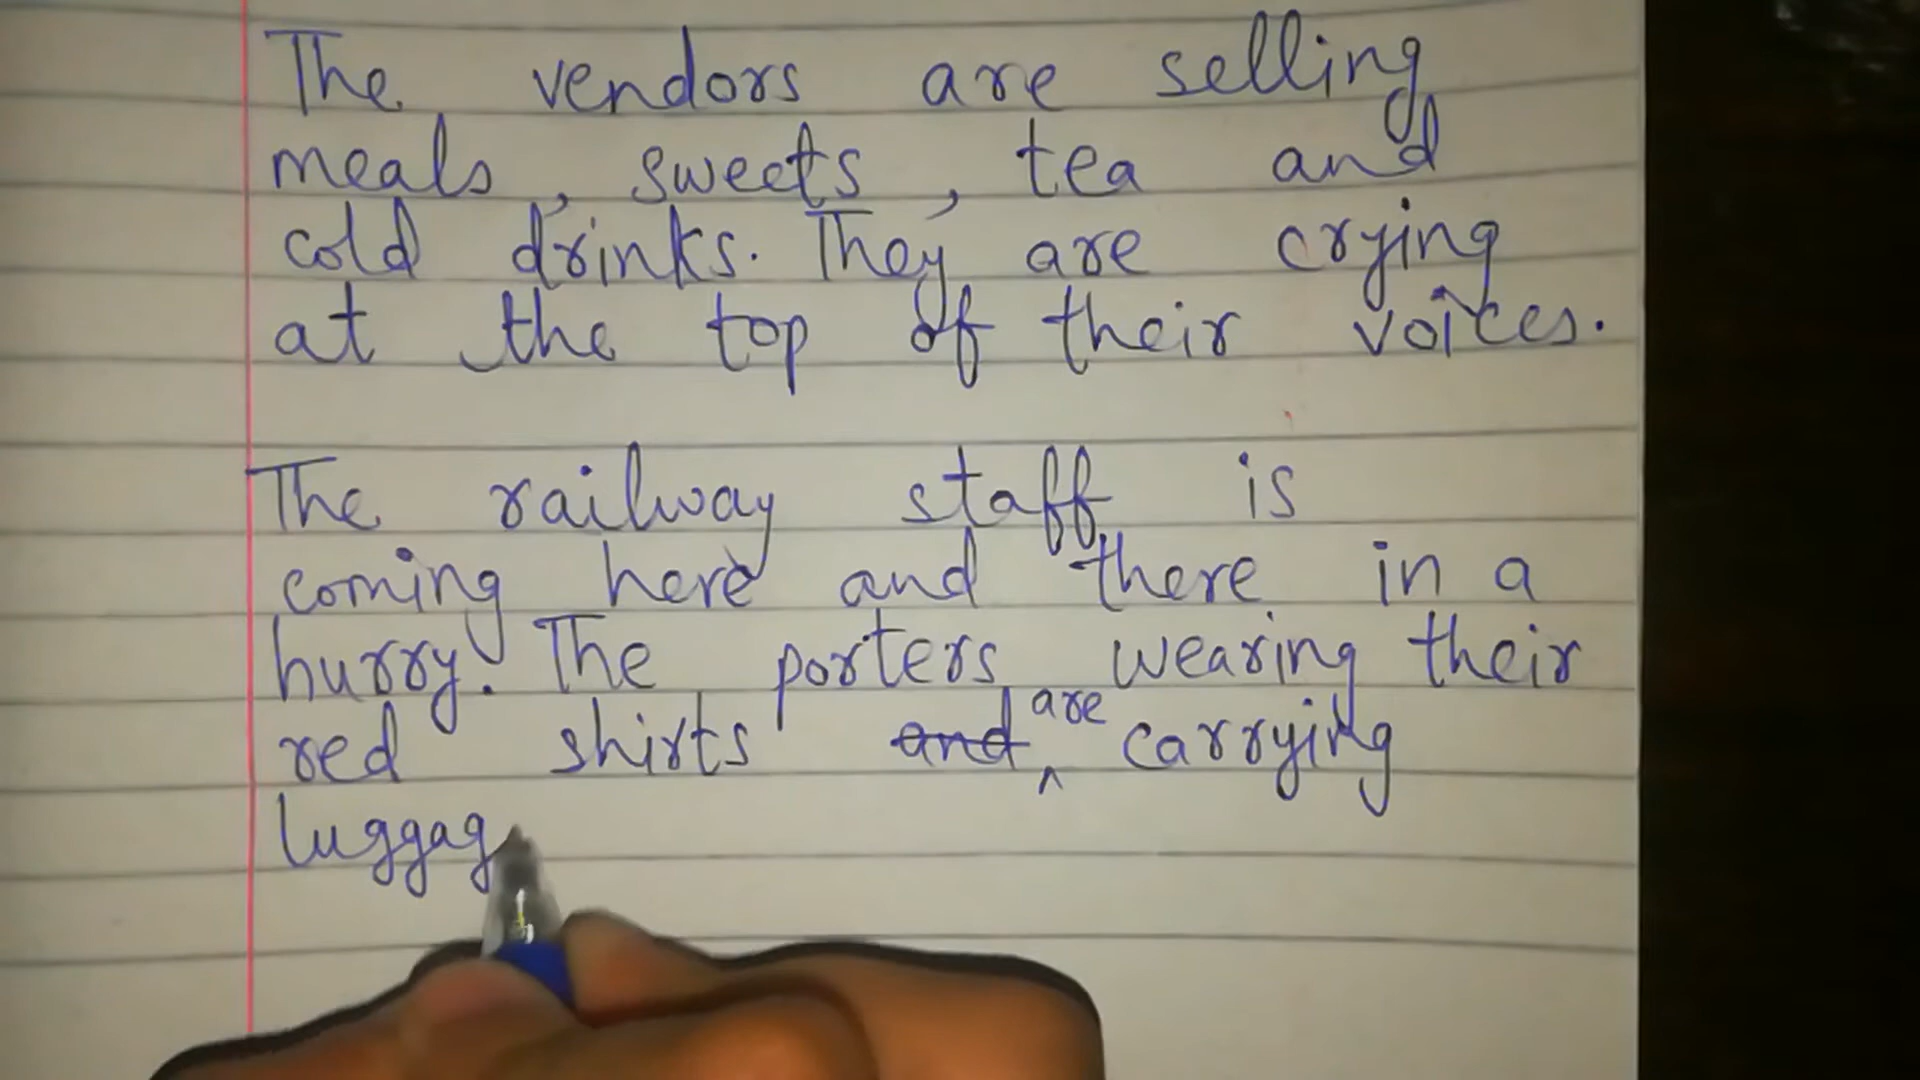 The vendors are selling
meals, sweets, tea and
cold drinks. They are crying
at the top of their voices.
The railway staff is
coming here and there in a
hurry. The porters wearing their
red shirts and are carrying
luggag